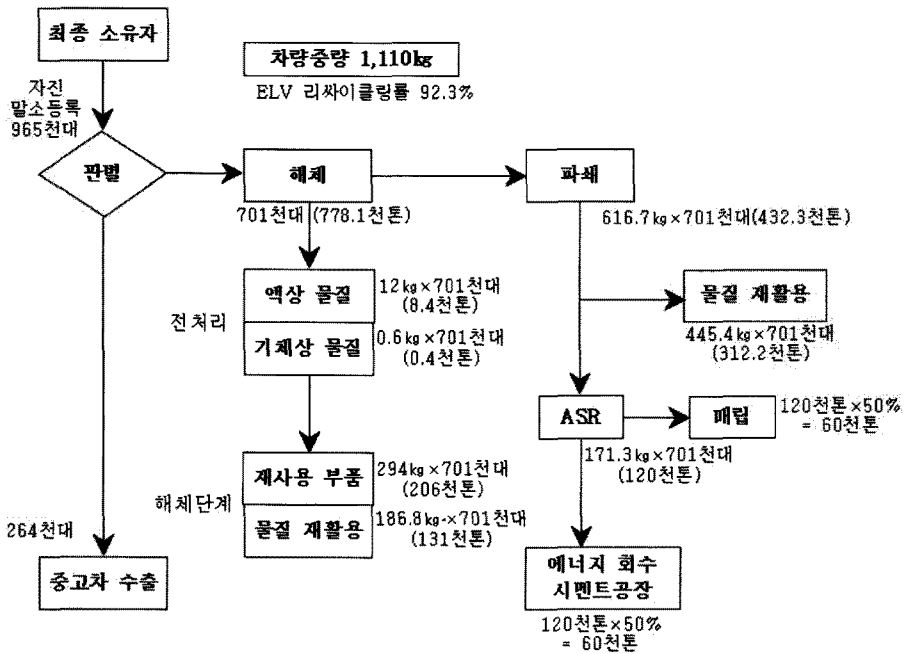 최종 소유자
차량중량 1,110kg
ELV 리싸이클링률 92.3%
자진
말소등록
965천대
판별
해체
파쇄
701천대 (778.1천톤)
616.7kg×701천대(432.3천톤)
액상 물질
12kg×701천대
(8.4천톤)
전처리
기체상 물질
0.6kg×701천대
(0.4천톤)
물질 재활용
445.4kg×701천대
(312.2천톤)
ASR
매립
120천톤×50%
= 60천톤
171.3kg×701천대
(120천톤)
재사용 부품
294kg×701천대
(206천톤)
해체단계
물질 재활용
186.8kg×701천대
(131천톤)
264천대
중고차 수출
에너지 회수
시멘트공장
120천톤×50%
= 60천톤